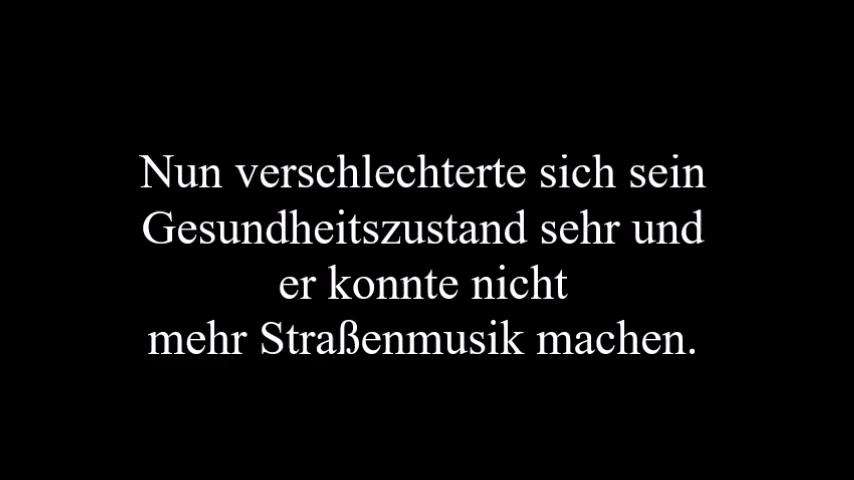 Nun verschlechterte sich sein
Gesundheitszustand sehr und
er konnte nicht
mehr Straßenmusik machen.